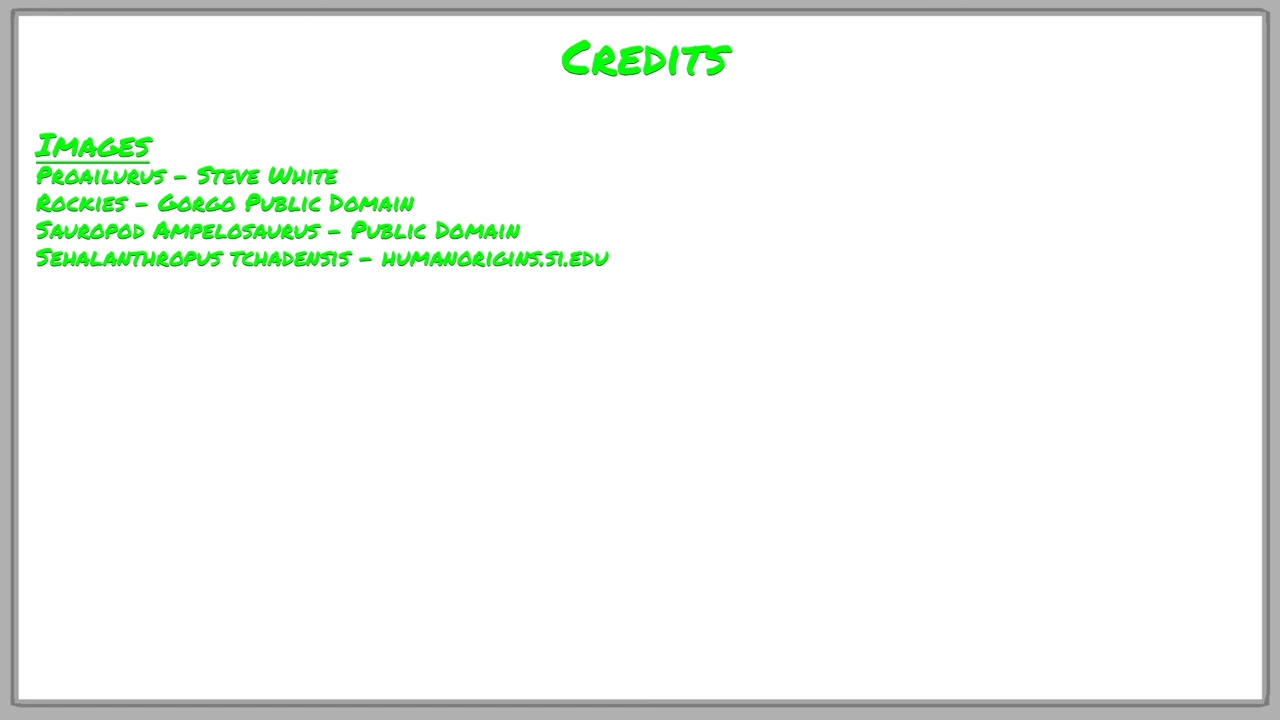 Credits
Images
Proailurus - Steve White
Rockies - Gorgo Public Domain
Sauropod Ampelosaurus - Public Domain
Sehalanthropus tchadensis - humanorigins.si.edu